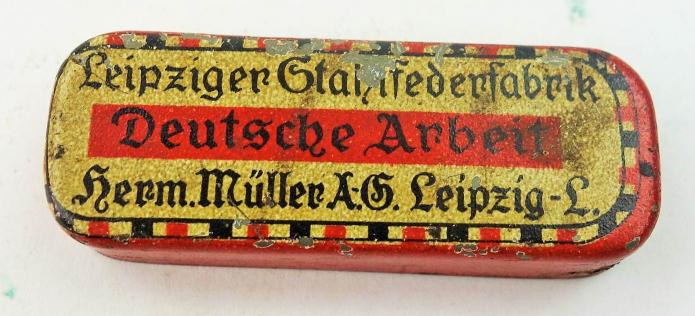 Leipziger Stahlfederfabrik
Deutsche Arbeit
Herm. Müller A-G. Leipzig-L.